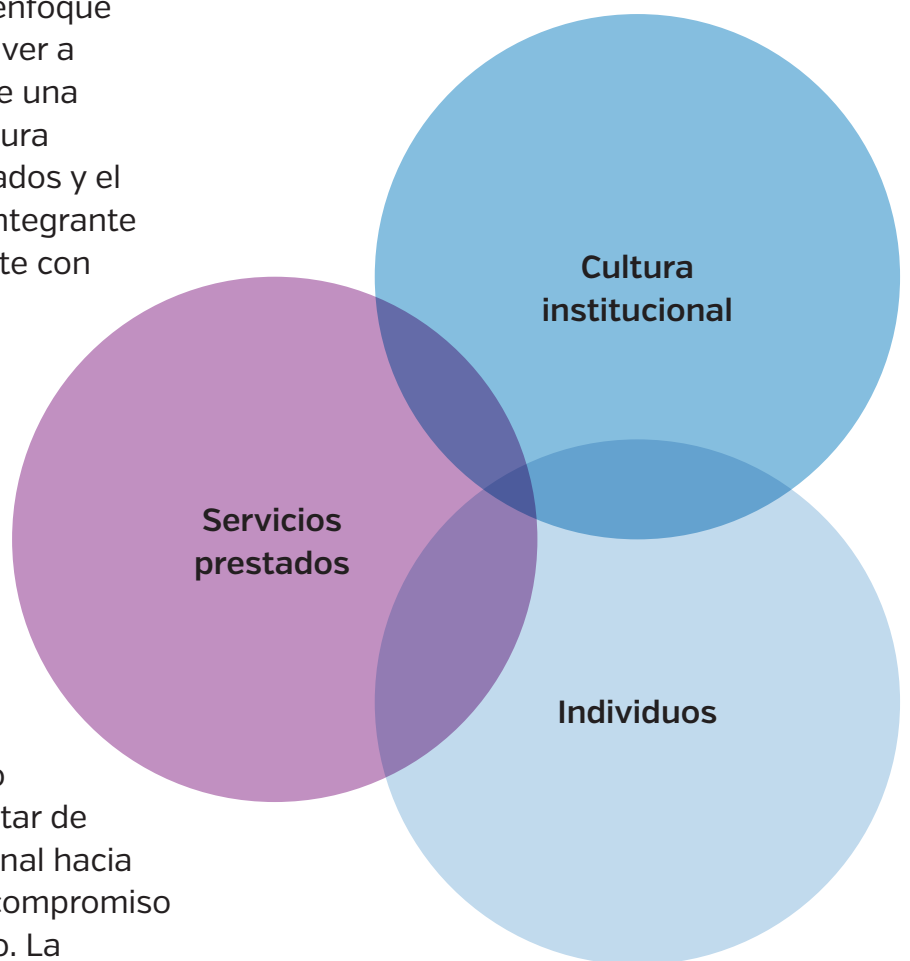 enfoque
ver a
e una
ura
ados y el
ntegrante
te con
Cultura
institucional
Servicios
prestados
Individuos
o
tar de
nal hacia
compromiso
o. La